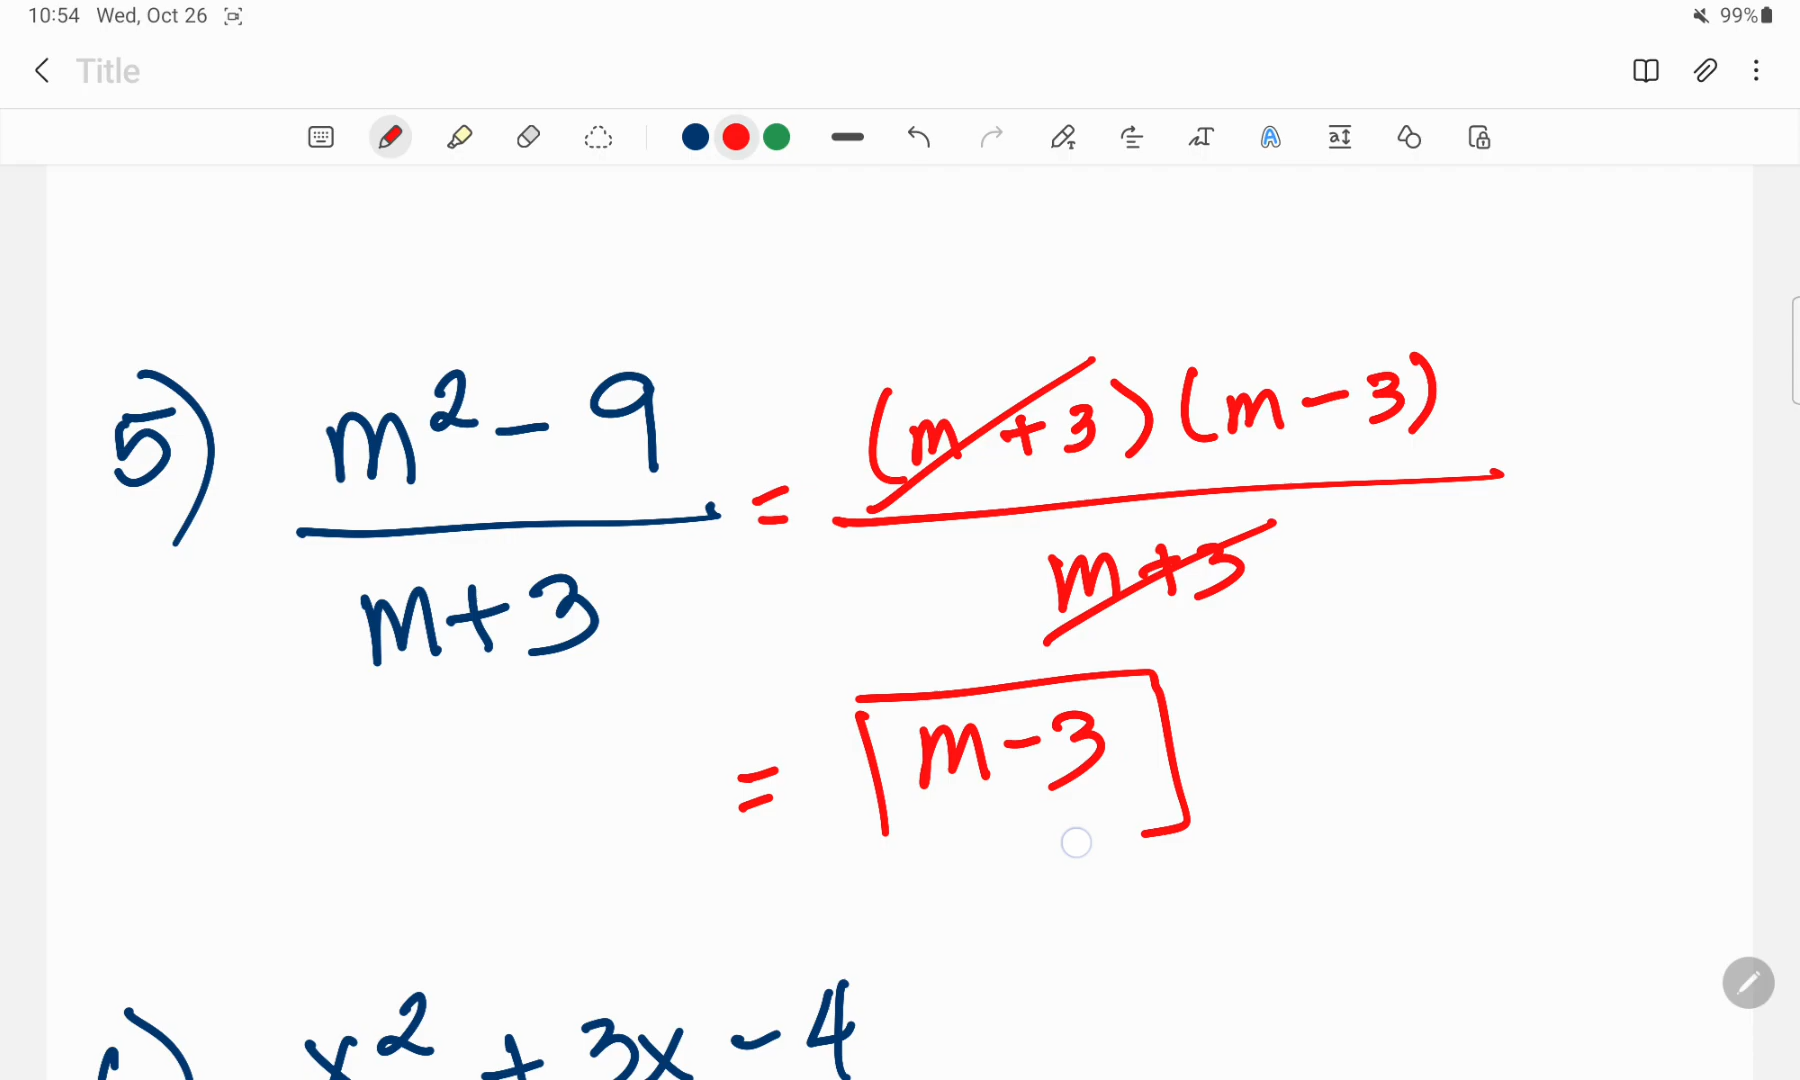 10:54 Wed, Oct 26 99%
Title
5) m² - 9 / m + 3 = (m + 3)(m - 3) / m + 3
= m - 3
x² + 3x - 4